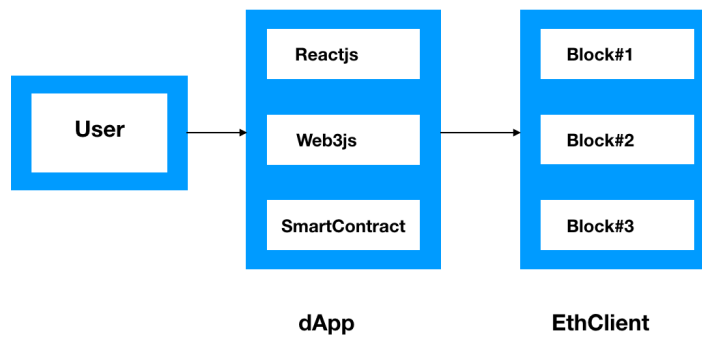 User
Reactjs
Web3js
SmartContract
dApp
Block#1
Block#2
Block#3
EthClient